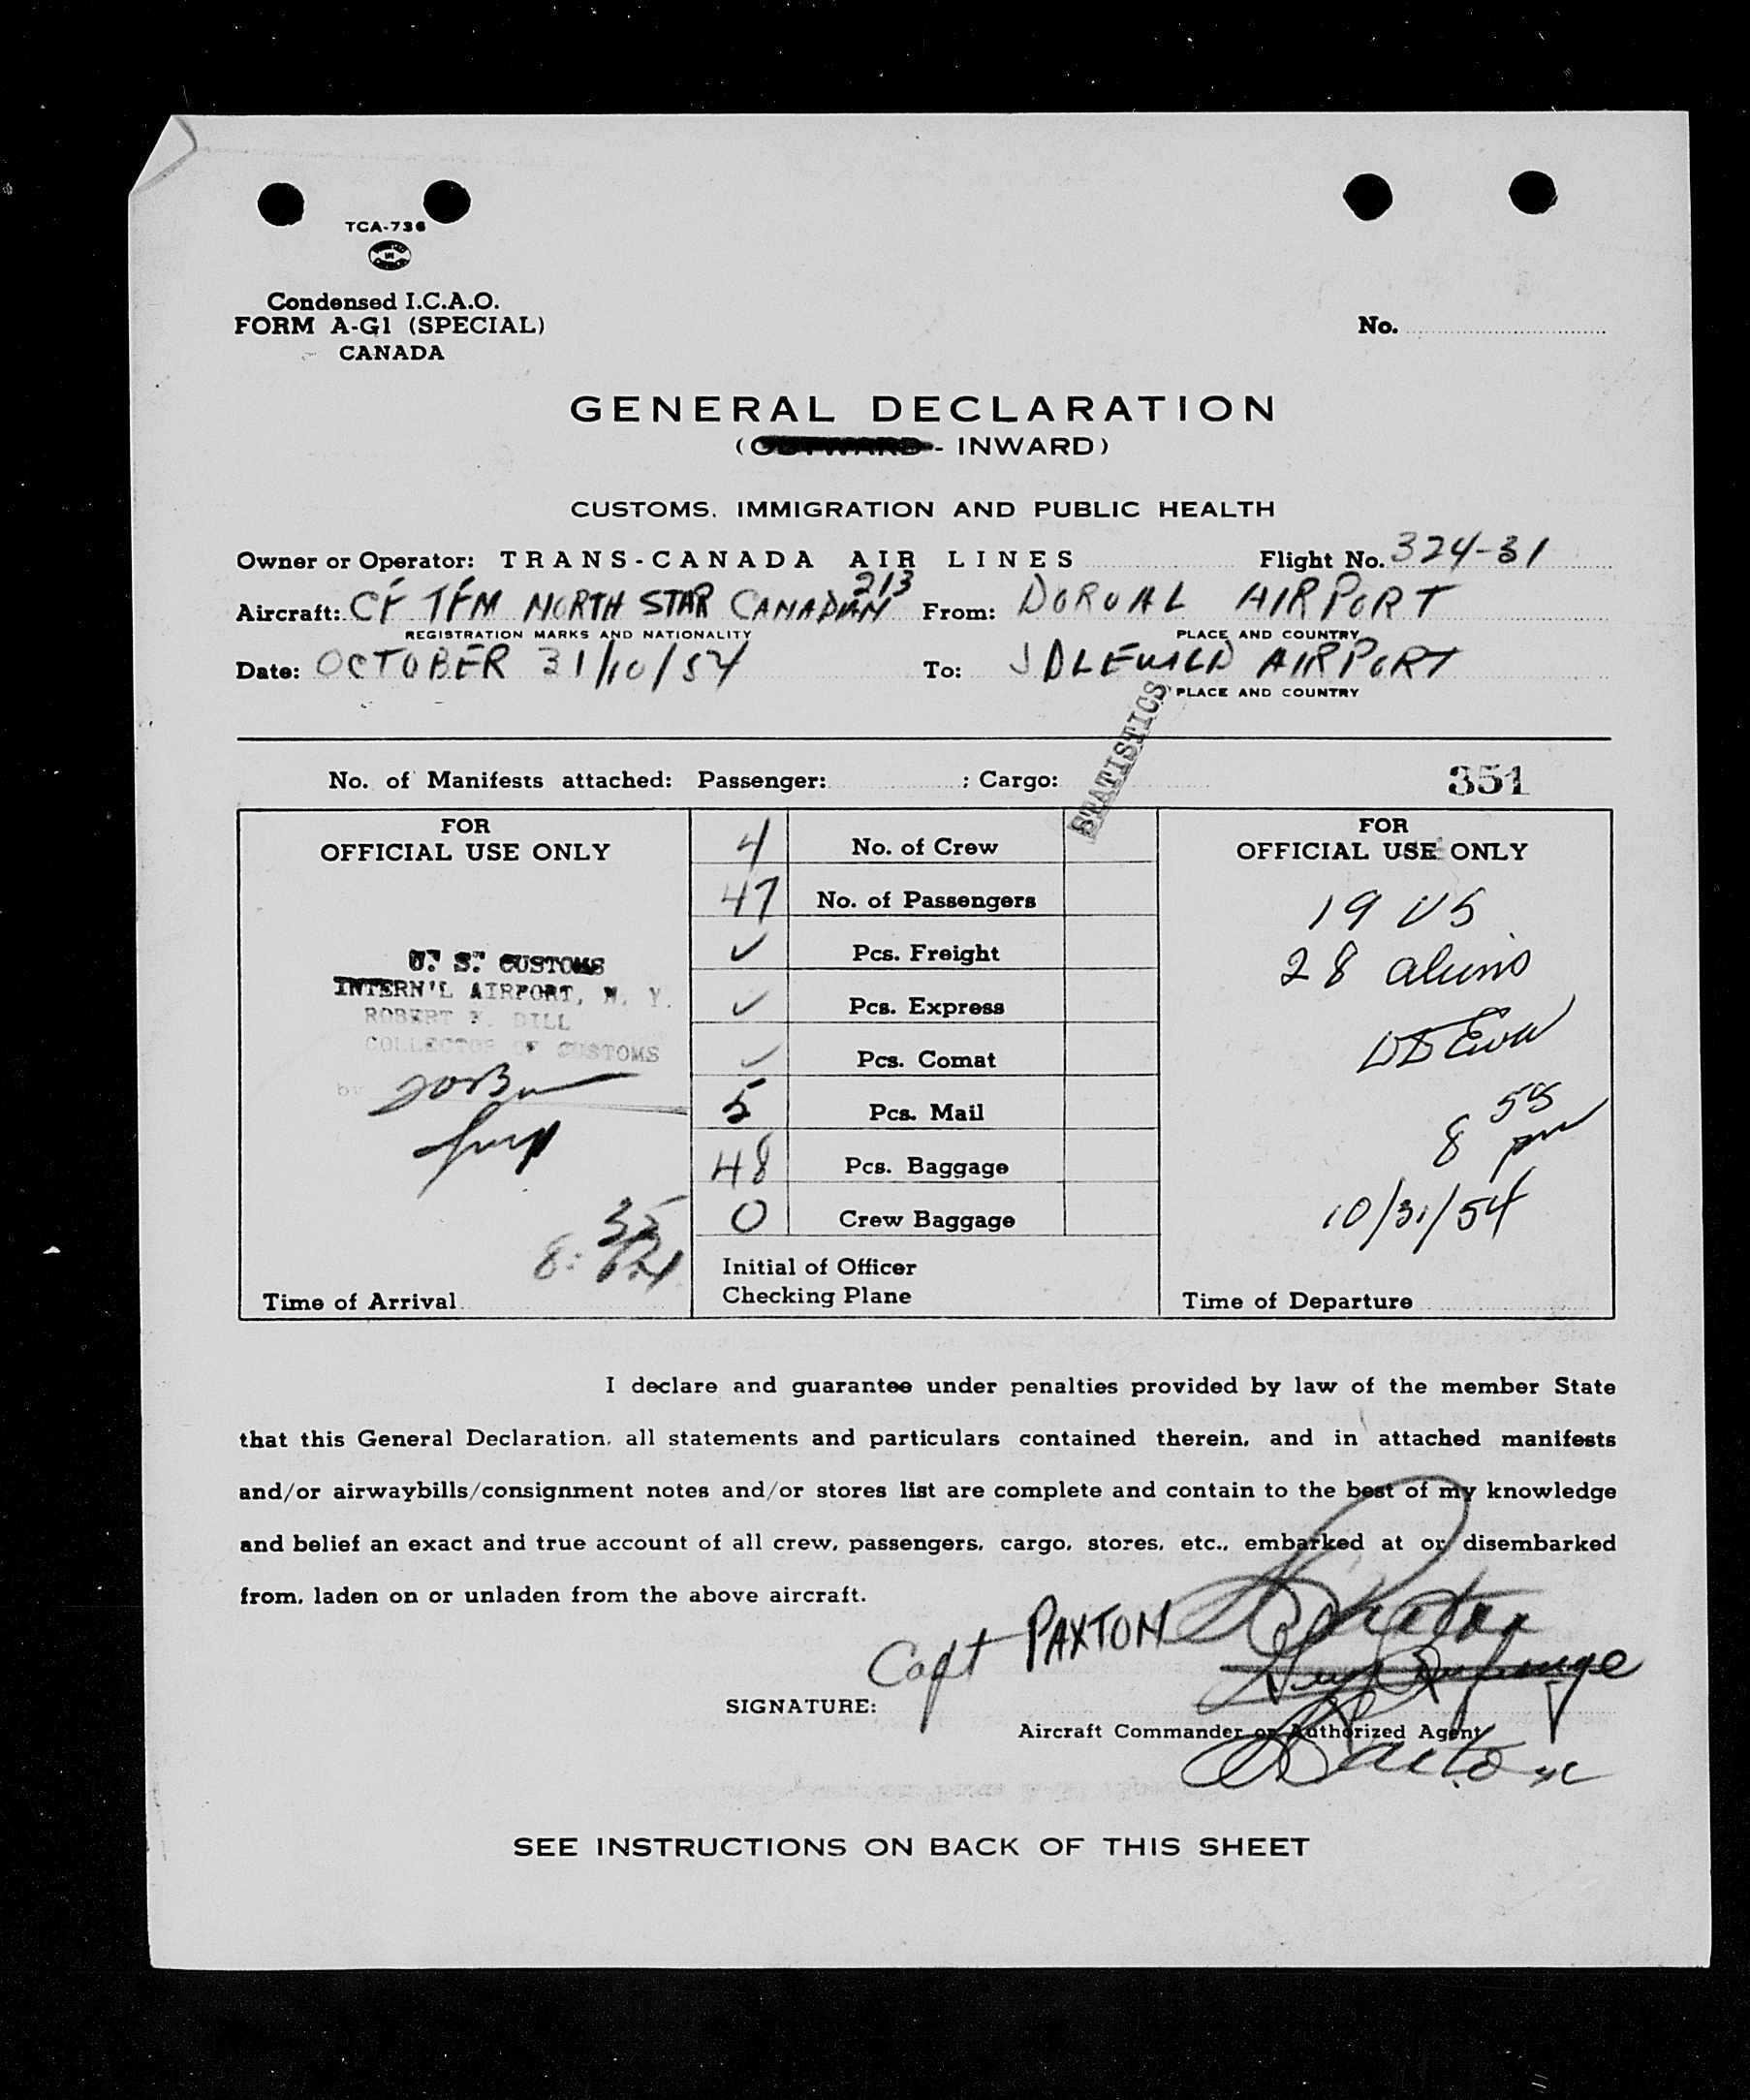 TCA-736
Condensed I.C.A.O.
FORM A-G1 (SPECIAL)
CANADA
No.
GENERAL DECLARATION
(OUTWARD - INWARD)
CUSTOMS, IMMIGRATION AND PUBLIC HEALTH
Owner or Operator: TRANS-CANADA AIR LINES Flight No. 324-31
213
Aircraft: CF TFM NORTH STAR CANADIAN From: DORVAL AIRPORT
REGISTRATION MARKS AND NATIONALITY PLACE AND COUNTRY
Date: OCTOBER 31/10/54 To: IDLEWILD AIRPORT
PLACE AND COUNTRY
STATISTICS
No. of Manifests attached: Passenger: ; Cargo: 351
FOR
OFFICIAL USE ONLY
U. S. CUSTOMS
INTERN'L AIRPORT, N. Y.
ROBERT DILL
COLLECTOR OF CUSTOMS
by
8: 35
Time of Arrival
4 No. of Crew
47 No. of Passengers
✓ Pcs. Freight
✓ Pcs. Express
✓ Pcs. Comat
5 Pcs. Mail
48 Pcs. Baggage
0 Crew Baggage
Initial of Officer
Checking Plane
FOR
OFFICIAL USE ONLY
19 US
28 aliens
8 55 pm
10/31/54
Time of Departure
I declare and guarantee under penalties provided by law of the member State
that this General Declaration, all statements and particulars contained therein, and in attached manifests
and/or airwaybills/consignment notes and/or stores list are complete and contain to the best of my knowledge
and belief an exact and true account of all crew, passengers, cargo, stores, etc., embarked at or disembarked
from, laden on or unladen from the above aircraft.
Capt PAXTON
SIGNATURE:
Aircraft Commander or Authorized Agent
Paxton
SEE INSTRUCTIONS ON BACK OF THIS SHEET